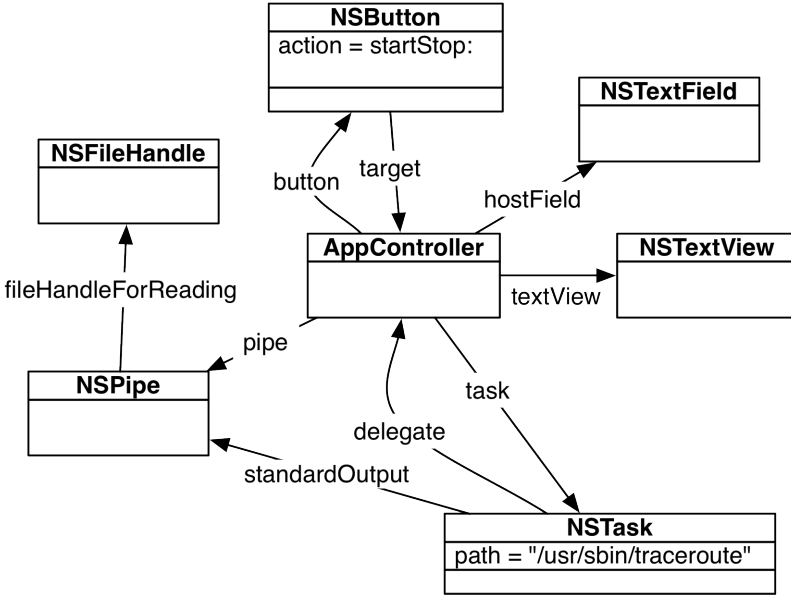 NSButton
action = startStop:
NSTextField
NSFileHandle
button
target
hostField
AppController
NSTextView
fileHandleForReading
textView
pipe
NSPipe
task
delegate
standardOutput
NSTask
path = "/usr/sbin/traceroute"